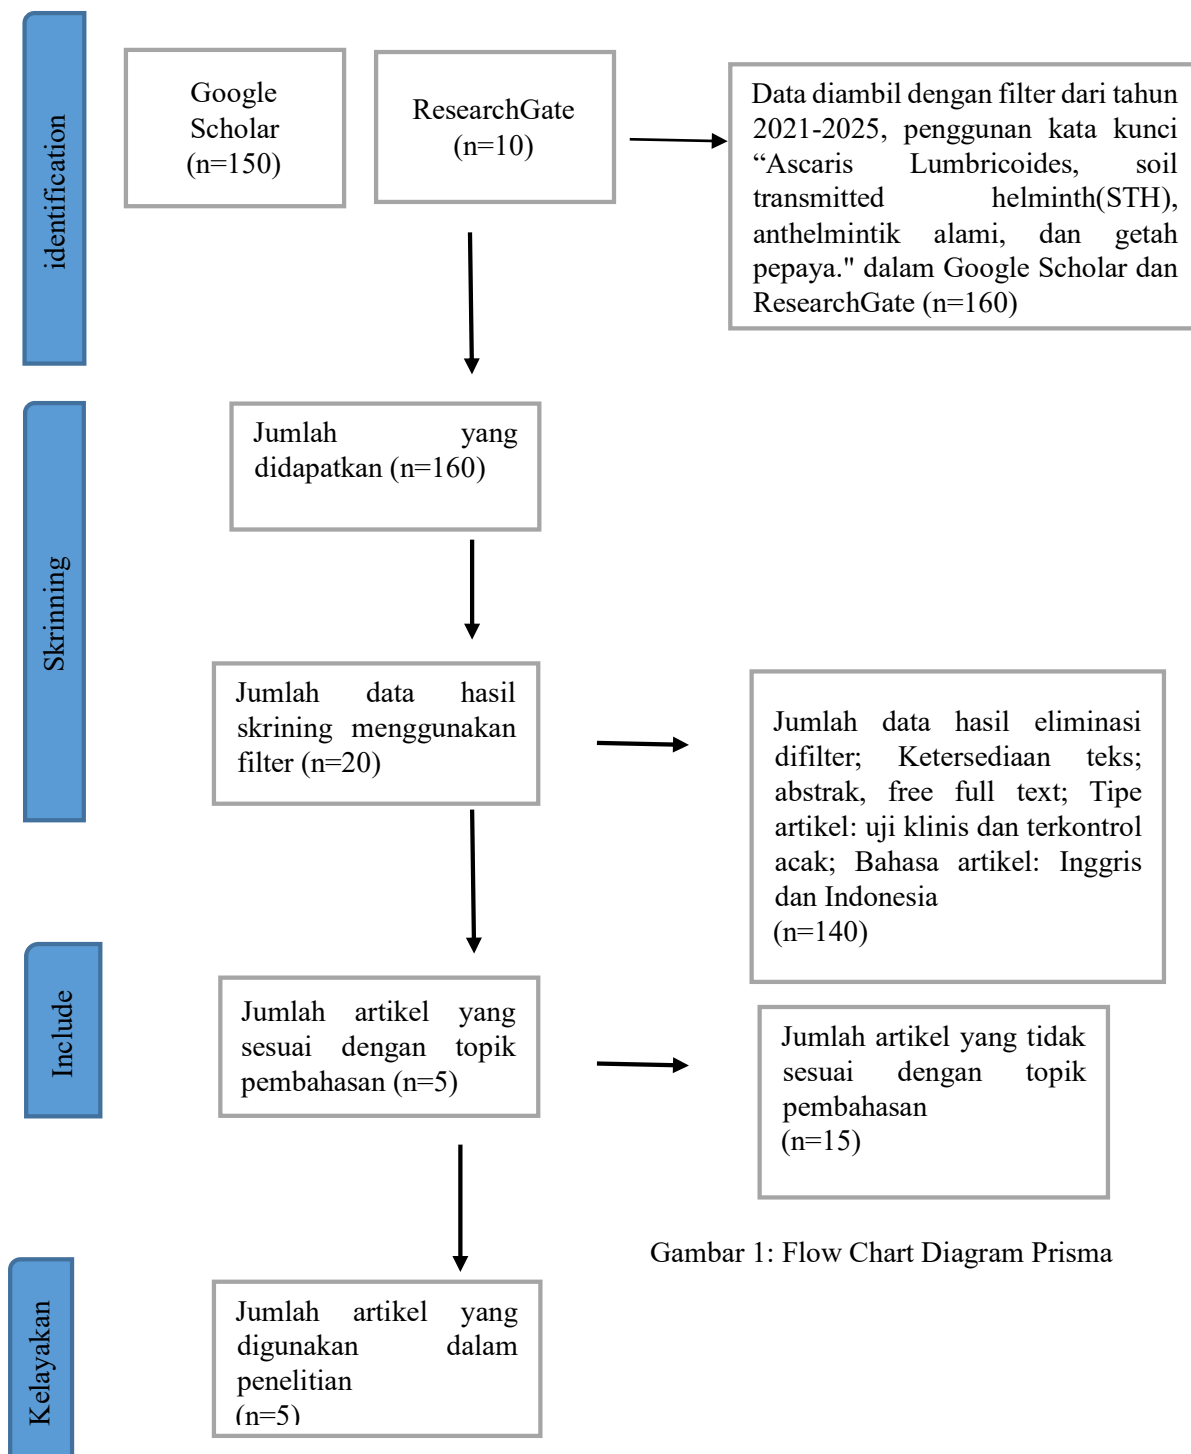 identification
Google
Scholar
(n=150)
ResearchGate
(n=10)
Data diambil dengan filter dari tahun
2021-2025, penggunan kata kunci
“Ascaris Lumbricoides, soil
transmitted helminth(STH),
anthelmintik alami, dan getah
pepaya." dalam Google Scholar dan
ResearchGate (n=160)
Skrinning
Jumlah yang
didapatkan (n=160)
Jumlah data hasil
skrining menggunakan
filter (n=20)
Jumlah data hasil eliminasi
difilter; Ketersediaan teks;
abstrak, free full text; Tipe
artikel: uji klinis dan terkontrol
acak; Bahasa artikel: Inggris
dan Indonesia
(n=140)
Include
Jumlah artikel yang
sesuai dengan topik
pembahasan (n=5)
Jumlah artikel yang tidak
sesuai dengan topik
pembahasan
(n=15)
Gambar 1: Flow Chart Diagram Prisma
Kelayakan
Jumlah artikel yang
digunakan dalam
penelitian
(n=5)